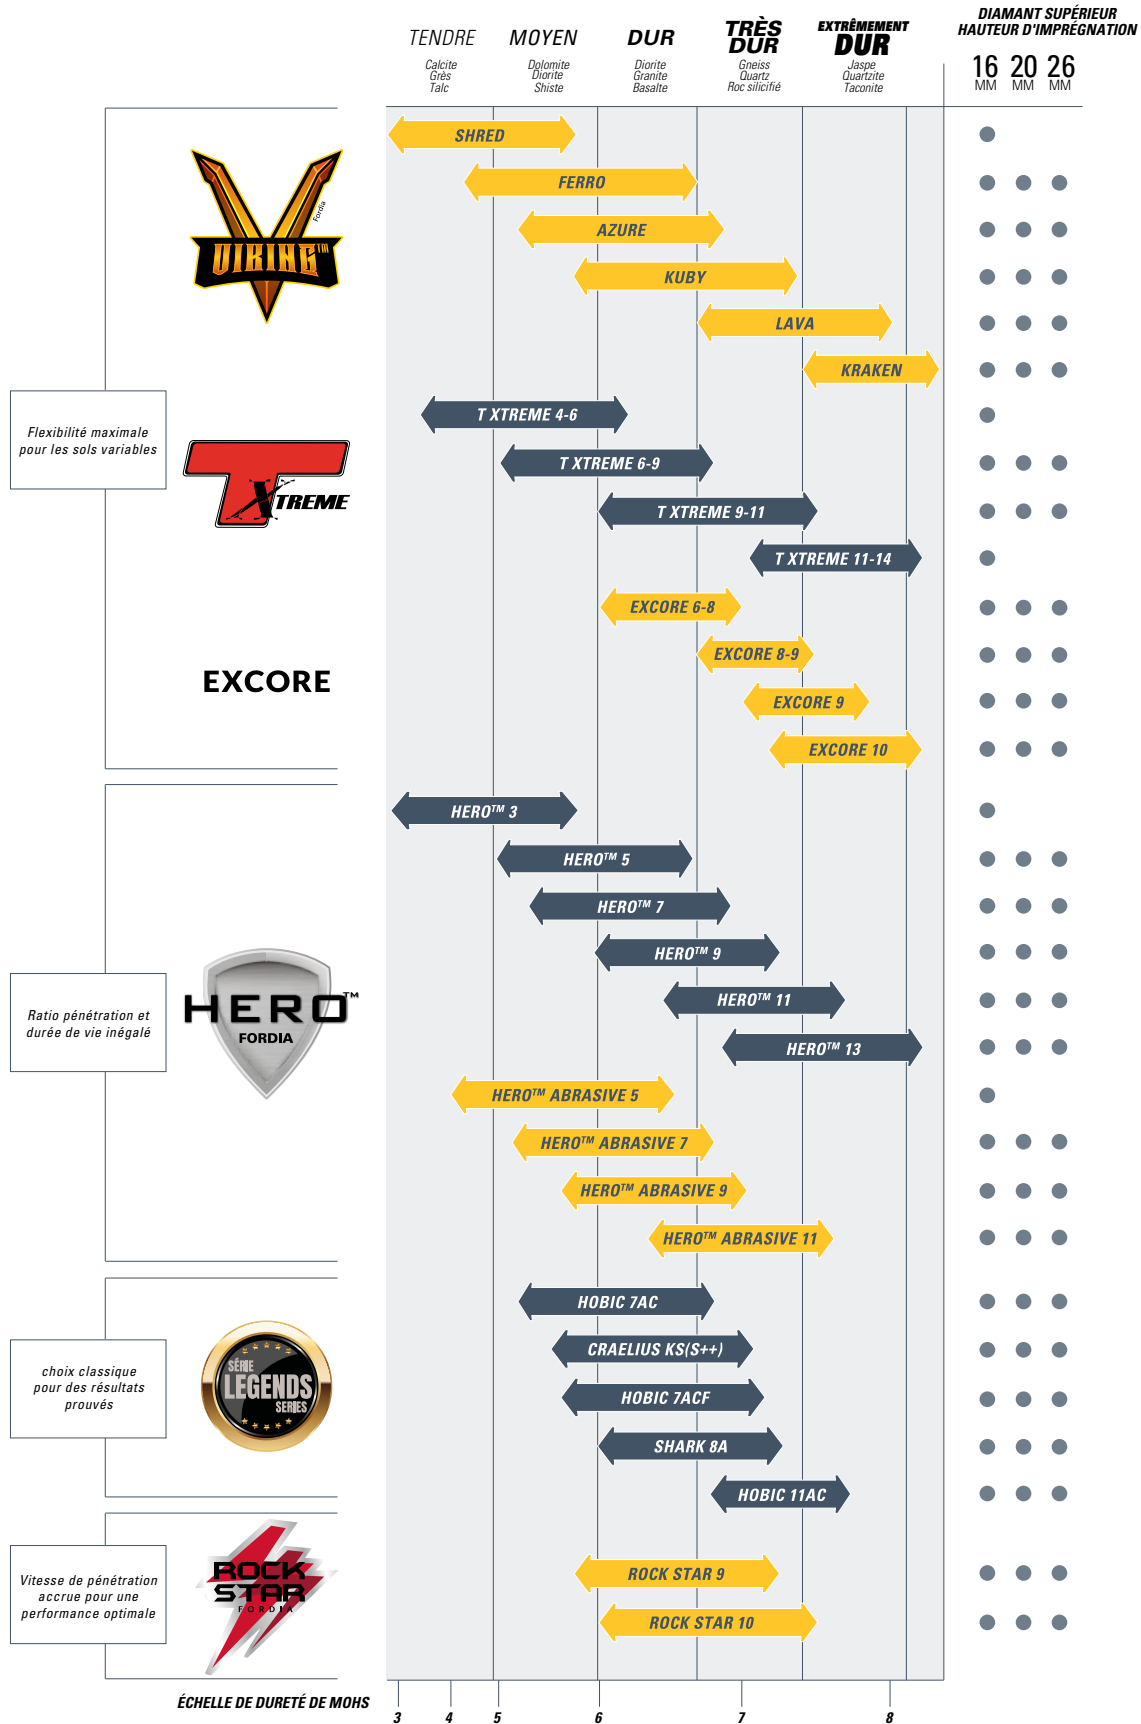 DIAMANT SUPÉRIEUR
HAUTEUR D'IMPRÉGNATION
TENDRE
Calcite
Grès
Talc
MOYEN
Dolomite
Diorite
Shiste
DUR
Diorite
Granite
Basalte
TRÈS
DUR
Gneiss
Quartz
Roc silicifié
EXTRÊMEMENT
DUR
Jaspe
Quartzite
Taconite
16 20 26
MM MM MM
SHRED
FERRO
AZURE
KUBY
LAVA
KRAKEN
Fordia
VIKING™
T XTREME 4-6
T XTREME 6-9
T XTREME 9-11
T XTREME 11-14
Flexibilité maximale
pour les sols variables
T XTREME
EXCORE 6-8
EXCORE 8-9
EXCORE 9
EXCORE 10
EXCORE
HERO™ 3
HERO™ 5
HERO™ 7
HERO™ 9
HERO™ 11
HERO™ 13
Ratio pénétration et
durée de vie inégalé
HERO™
FORDIA
HERO™ ABRASIVE 5
HERO™ ABRASIVE 7
HERO™ ABRASIVE 9
HERO™ ABRASIVE 11
HOBIC 7AC
CRAELIUS KS(S++)
HOBIC 7ACF
SHARK 8A
HOBIC 11AC
choix classique
pour des résultats
prouvés
SÉRIE
LEGENDS
SERIES
ROCK STAR 9
ROCK STAR 10
Vitesse de pénétration
accrue pour une
performance optimale
ROCK
STAR
FORDIA
ÉCHELLE DE DURETÉ DE MOHS
3 4 5 6 7 8